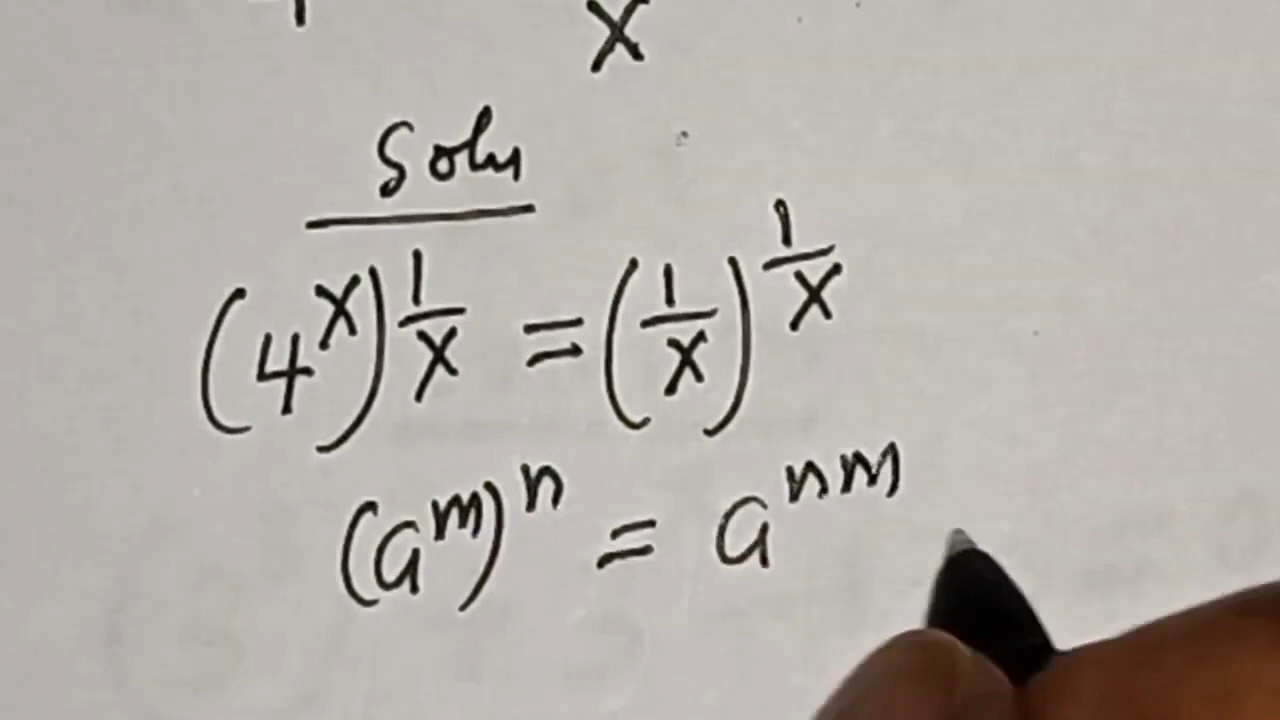 x
Soln
(4^x)^(1/x) = (1/x)^(1/x)
(a^m)^n = a^(nm)